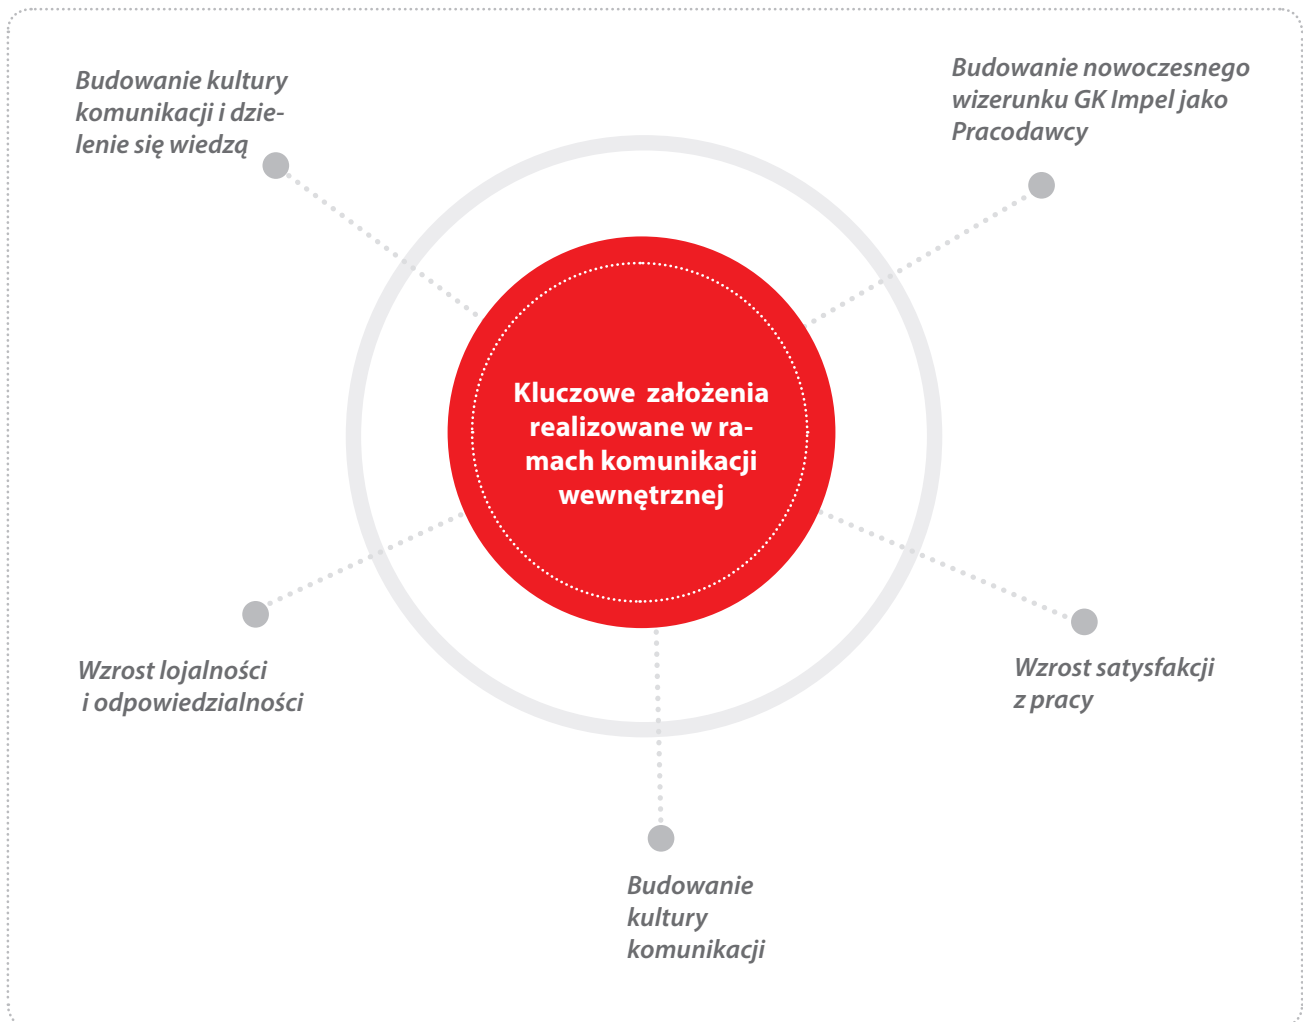 Budowanie kultury
komunikacji i dzie-
lenie się wiedzą
Budowanie nowoczesnego
wizerunku GK Impel jako
Pracodawcy
Kluczowe założenia
realizowane w ra-
mach komunikacji
wewnętrznej
Wzrost lojalności
i odpowiedzialności
Wzrost satysfakcji
z pracy
Budowanie
kultury
komunikacji